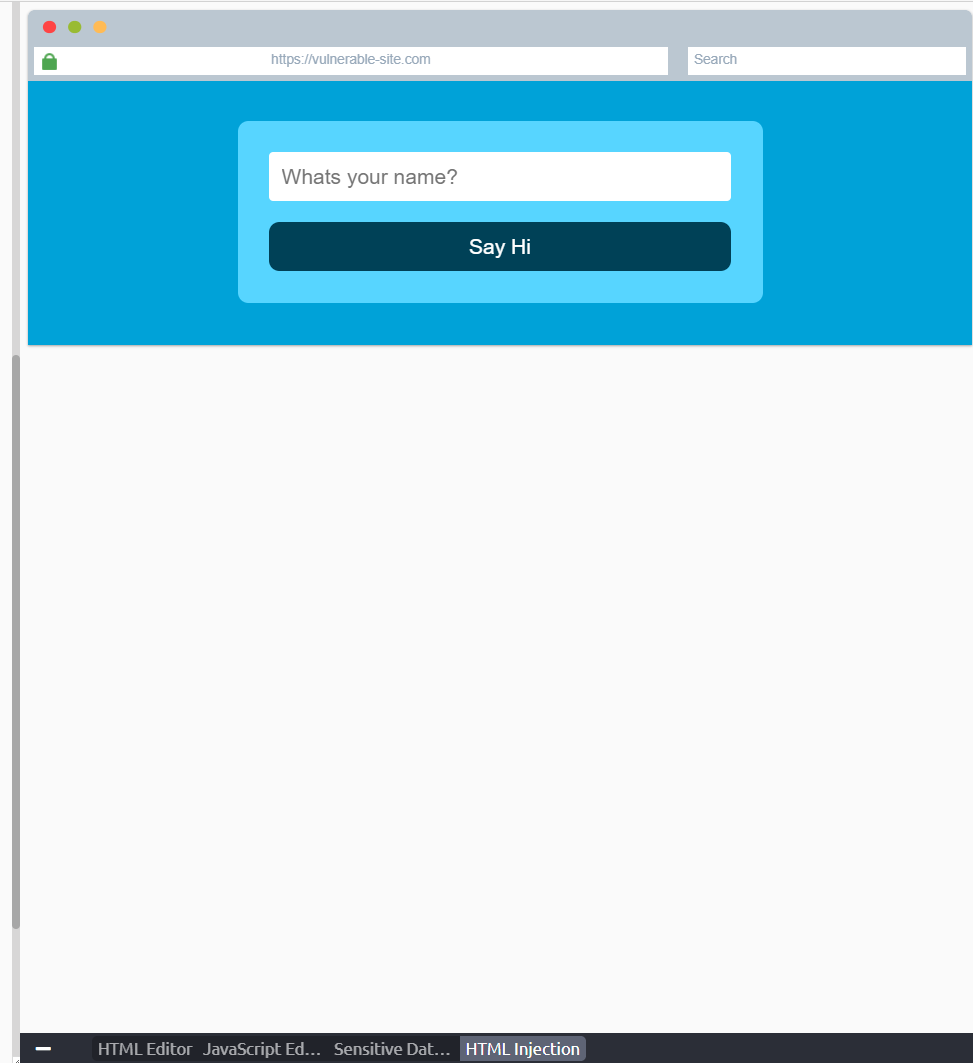 https://vulnerable-site.com
Search
Whats your name?
Say Hi
HTML Editor JavaScript Ed... Sensitive Dat... HTML Injection